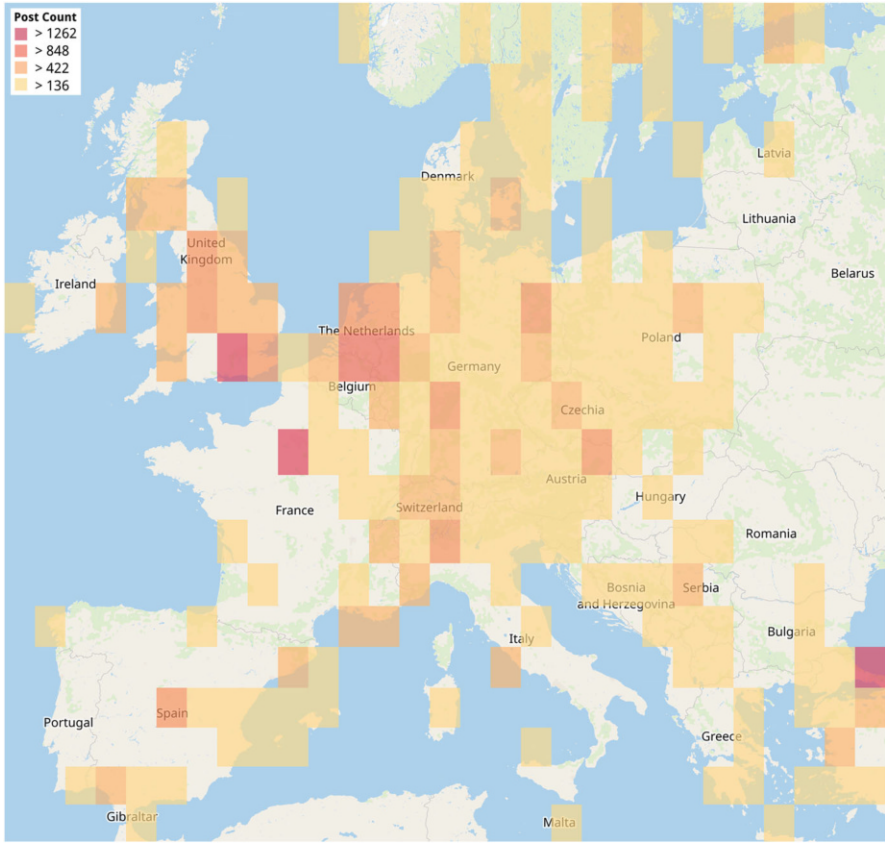 Post Count
> 1262
> 848
> 422
> 136
Latvia
Denmark
Lithuania
United
Kingdom
Belarus
Ireland
The Netherlands
Poland
Germany
Belgium
Czechia
Austria
Hungary
Switzerland
France
Romania
Bosnia
and Herzegovina
Serbia
Bulgaria
Italy
Spain
Portugal
Greece
Gibraltar
Malta